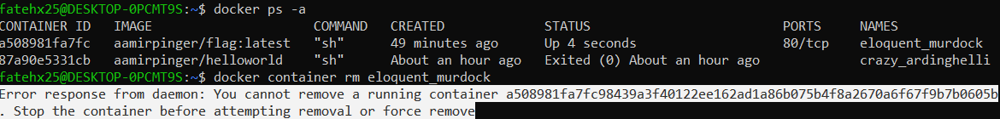 fatehx25@DESKTOP-0PCMT9S:~$ docker ps -a
CONTAINER ID   IMAGE                    COMMAND   CREATED             STATUS                         PORTS     NAMES
a508981fa7fc   aamirpinger/flag:latest   "sh"      49 minutes ago      Up 4 seconds                   80/tcp    eloquent_murdock
87a90e5331cb   aamirpinger/helloworld    "sh"      About an hour ago   Exited (0) About an hour ago             crazy_ardinghelli
fatehx25@DESKTOP-0PCMT9S:~$ docker container rm eloquent_murdock
Error response from daemon: You cannot remove a running container a508981fa7fc98439a3f40122ee162ad1a86b075b4f8a2670a6f67f9b7b0605b
. Stop the container before attempting removal or force remove